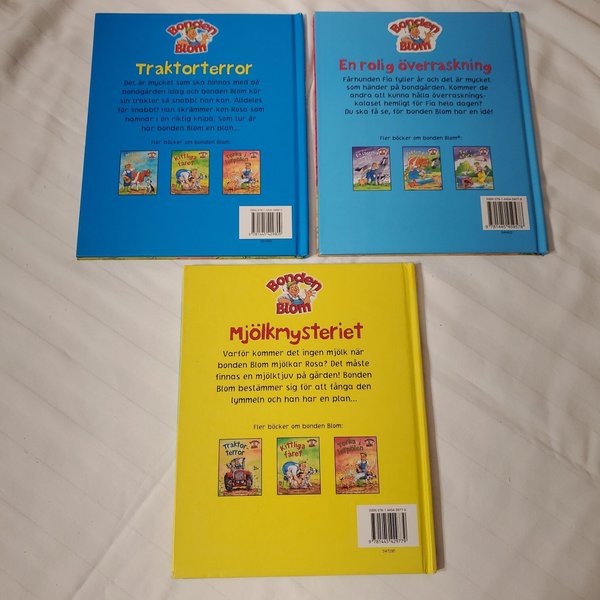 Bonden
Blom
Traktorterror
Det är mycket som ska hinnas med på
bondgården idag och bonden Blom kör
sin traktor så snabbt han kan. Alldeles
för snabbt! Han skrämmer kon Rosa som
hamnar i en riktig knipa. Som tur är
har bonden Blom en plan...
Fler böcker om bonden Blom:
Kittliga
fåret
Bonden
Blom
En rolig överraskning
Fårhunden Fia fyller år och det är mycket
som händer på bondgården. Kommer de
andra att kunna hålla överrasknings-
kalaset hemligt för Fia hela dagen?
Du ska få se, för bonden Blom har en idé!
Fler böcker om bonden Blom®:
Bonden
Blom
Mjölkmysteriet
Varför kommer det ingen mjölk när
bonden Blom mjölkar Rosa? Det måste
finnas en mjölktjuv på gården! Bonden
Blom bestämmer sig för att fånga den
lymmeln och han har en plan...
Fler böcker om bonden Blom:
Traktor-
terror
Kittliga
fåret
9 781445 429779